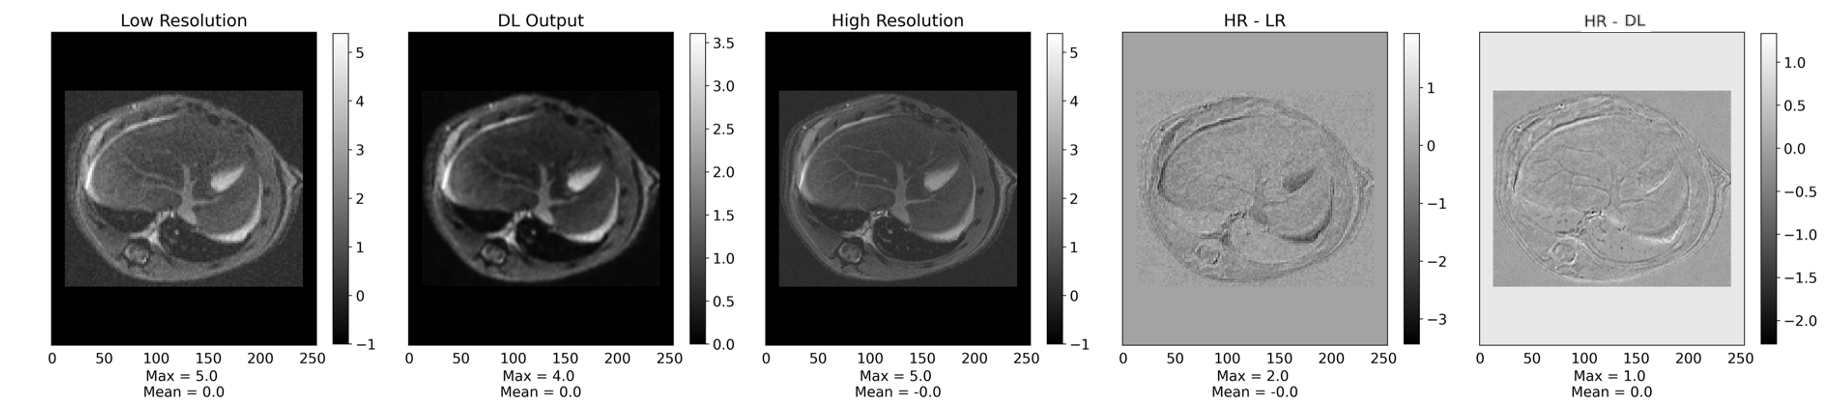 Low Resolution
5
4
3
2
1
0
−1
0 50 100 150 200 250
Max = 5.0
Mean = 0.0
DL Output
3.5
3.0
2.5
2.0
1.5
1.0
0.5
0.0
0 50 100 150 200 250
Max = 4.0
Mean = 0.0
High Resolution
5
4
3
2
1
0
−1
0 50 100 150 200 250
Max = 5.0
Mean = -0.0
HR - LR
1
0
−1
−2
−3
0 50 100 150 200 250
Max = 2.0
Mean = -0.0
HR - DL
1.0
0.5
0.0
−0.5
−1.0
−1.5
−2.0
0 50 100 150 200 250
Max = 1.0
Mean = 0.0